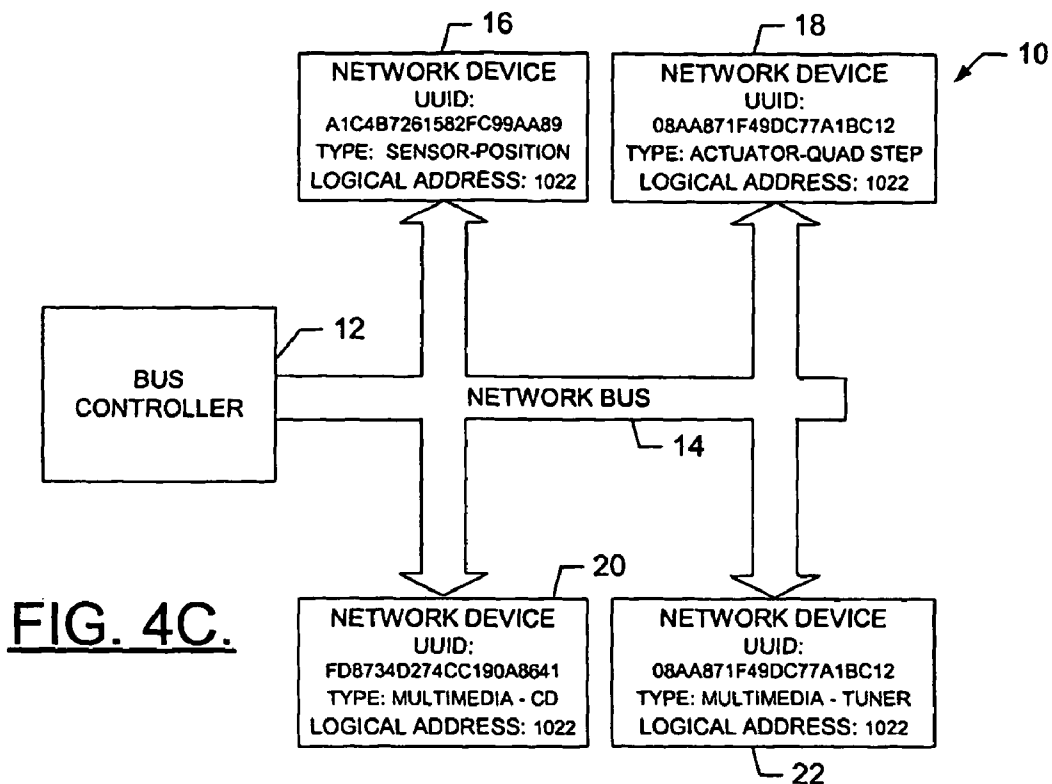 16
NETWORK DEVICE
UUID:
A1C4B7261582FC99AA89
TYPE: SENSOR-POSITION
LOGICAL ADDRESS: 1022
18
NETWORK DEVICE
UUID:
08AA871F49DC77A1BC12
TYPE: ACTUATOR-QUAD STEP
LOGICAL ADDRESS: 1022
10
12
BUS
CONTROLLER
NETWORK BUS
14
FIG. 4C.
20
NETWORK DEVICE
UUID:
FD8734D274CC190A8641
TYPE: MULTIMEDIA - CD
LOGICAL ADDRESS: 1022
NETWORK DEVICE
UUID:
08AA871F49DC77A1BC12
TYPE: MULTIMEDIA - TUNER
LOGICAL ADDRESS: 1022
22